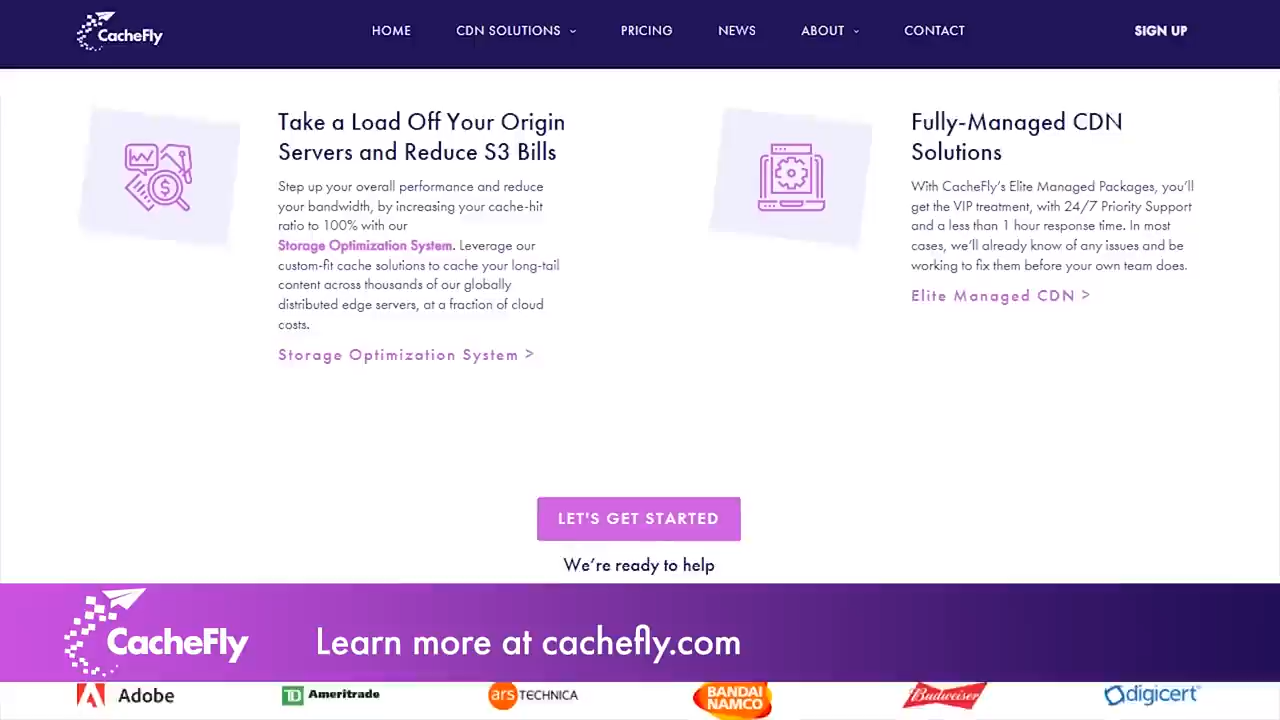 CacheFly
HOME
CDN SOLUTIONS
PRICING
NEWS
ABOUT
CONTACT
SIGN UP
Take a Load Off Your Origin
Servers and Reduce S3 Bills
Step up your overall performance and reduce
your bandwidth, by increasing your cache-hit
ratio to 100% with our
Storage Optimization System. Leverage our
custom-fit cache solutions to cache your long-tail
content across thousands of our globally
distributed edge servers, at a fraction of cloud
costs.
Storage Optimization System >
Fully-Managed CDN
Solutions
With CacheFly's Elite Managed Packages, you'll
get the VIP treatment, with 24/7 Priority Support
and a less than 1 hour response time. In most
cases, we'll already know of any issues and be
working to fix them before your own team does.
Elite Managed CDN >
LET'S GET STARTED
We're ready to help
CacheFly
Learn more at cachefly.com
Adobe
TD Ameritrade
ars TECHNICA
BANDAI
NAMCO
Budweiser
digicert